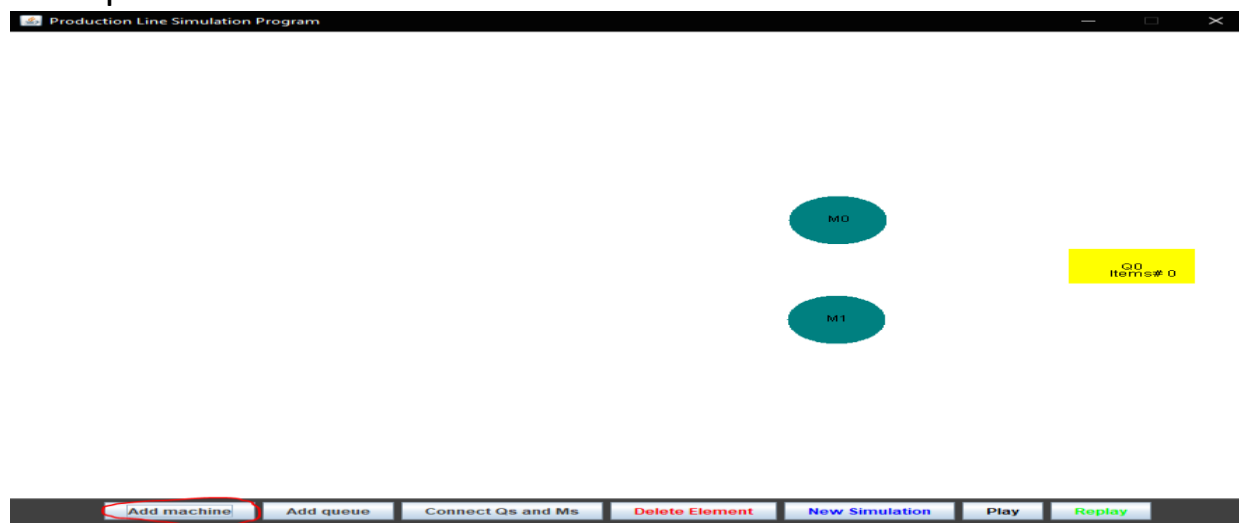 Production Line Simulation Program
M0
Q0
Items# 0
M1
Add machine Add queue Connect Qs and Ms Delete Element New Simulation Play Replay